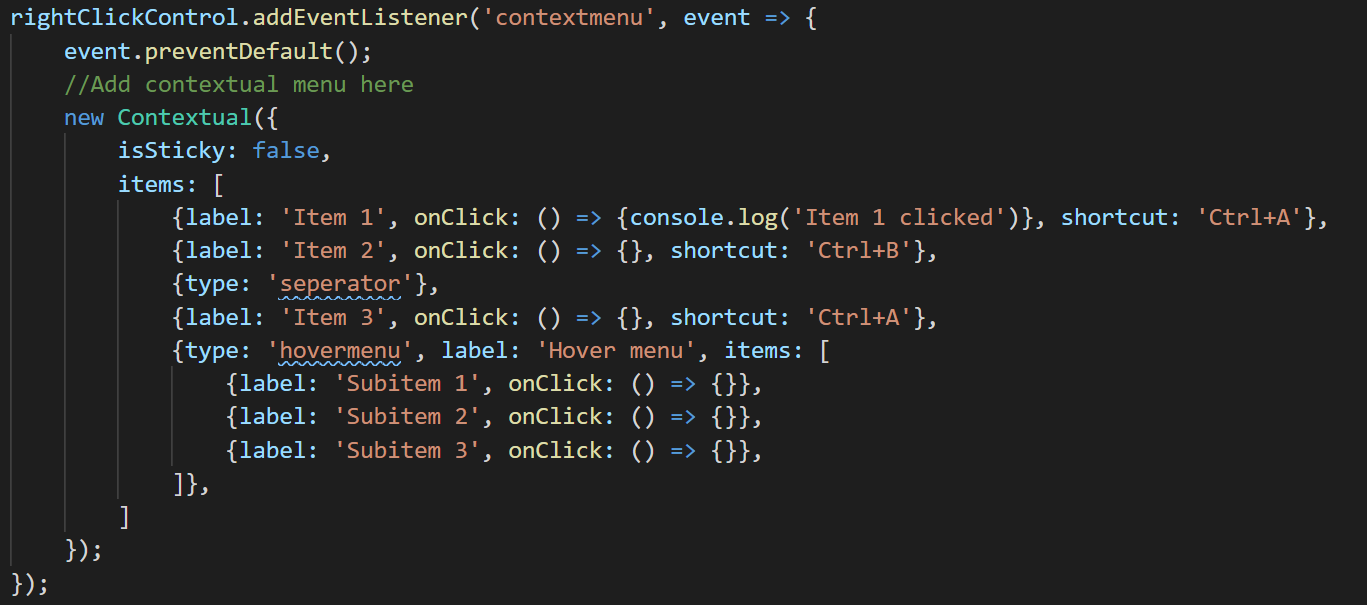 rightClickControl.addEventListener('contextmenu', event => {
    event.preventDefault();
    //Add contextual menu here
    new Contextual({
        isSticky: false,
        items: [
            {label: 'Item 1', onClick: () => {console.log('Item 1 clicked')}, shortcut: 'Ctrl+A'},
            {label: 'Item 2', onClick: () => {}, shortcut: 'Ctrl+B'},
            {type: 'seperator'},
            {label: 'Item 3', onClick: () => {}, shortcut: 'Ctrl+A'},
            {type: 'hovermenu', label: 'Hover menu', items: [
                {label: 'Subitem 1', onClick: () => {}},
                {label: 'Subitem 2', onClick: () => {}},
                {label: 'Subitem 3', onClick: () => {}},
            ]},
        ]
    });
});